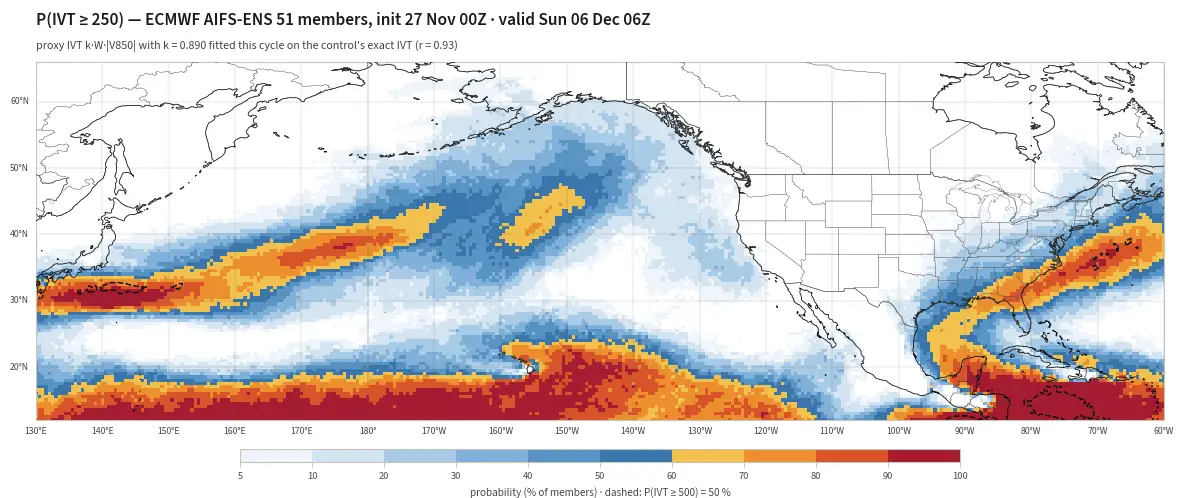 P(IVT ≥ 250) — ECMWF AIFS-ENS 51 members, init 27 Nov 00Z · valid Sun 06 Dec 06Z
proxy IVT k·W·|V850| with k = 0.890 fitted this cycle on the control's exact IVT (r = 0.93)
60°N
50°N
40°N
30°N
20°N
130°E 140°E 150°E 160°E 170°E 180° 170°W 160°W 150°W 140°W 130°W 120°W 110°W 100°W 90°W 80°W 70°W 60°W
5 10 20 30 40 50 60 70 80 90 100
probability (% of members) · dashed: P(IVT ≥ 500) = 50 %